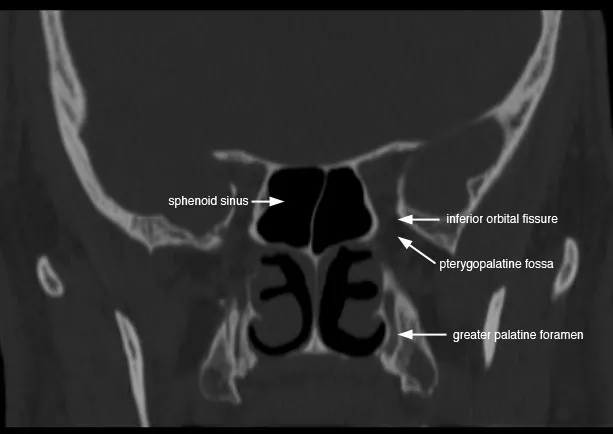 sphenoid sinus
inferior orbital fissure
pterygopalatine fossa
greater palatine foramen